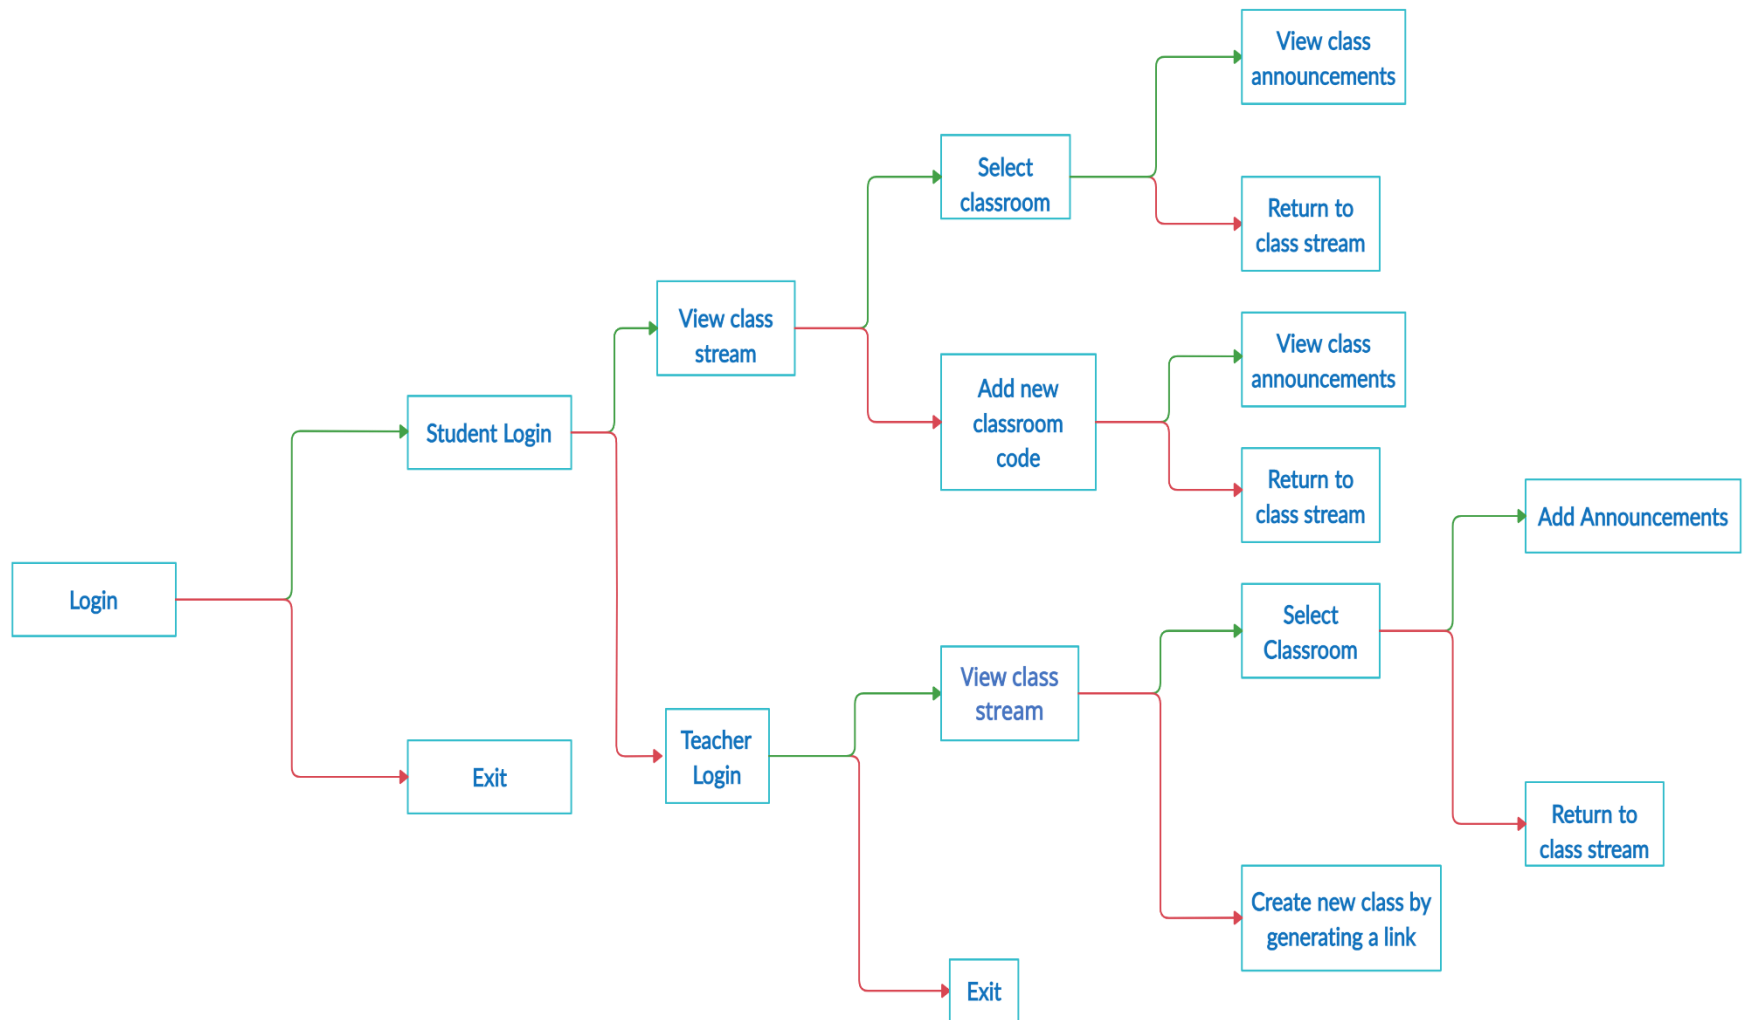 View class
announcements
Select
classroom
Return to
class stream
View class
stream
View class
announcements
Add new
classroom
code
Student Login
Return to
class stream
Add Announcements
Login
Select
Classroom
View class
stream
Teacher
Login
Exit
Return to
class stream
Create new class by
generating a link
Exit